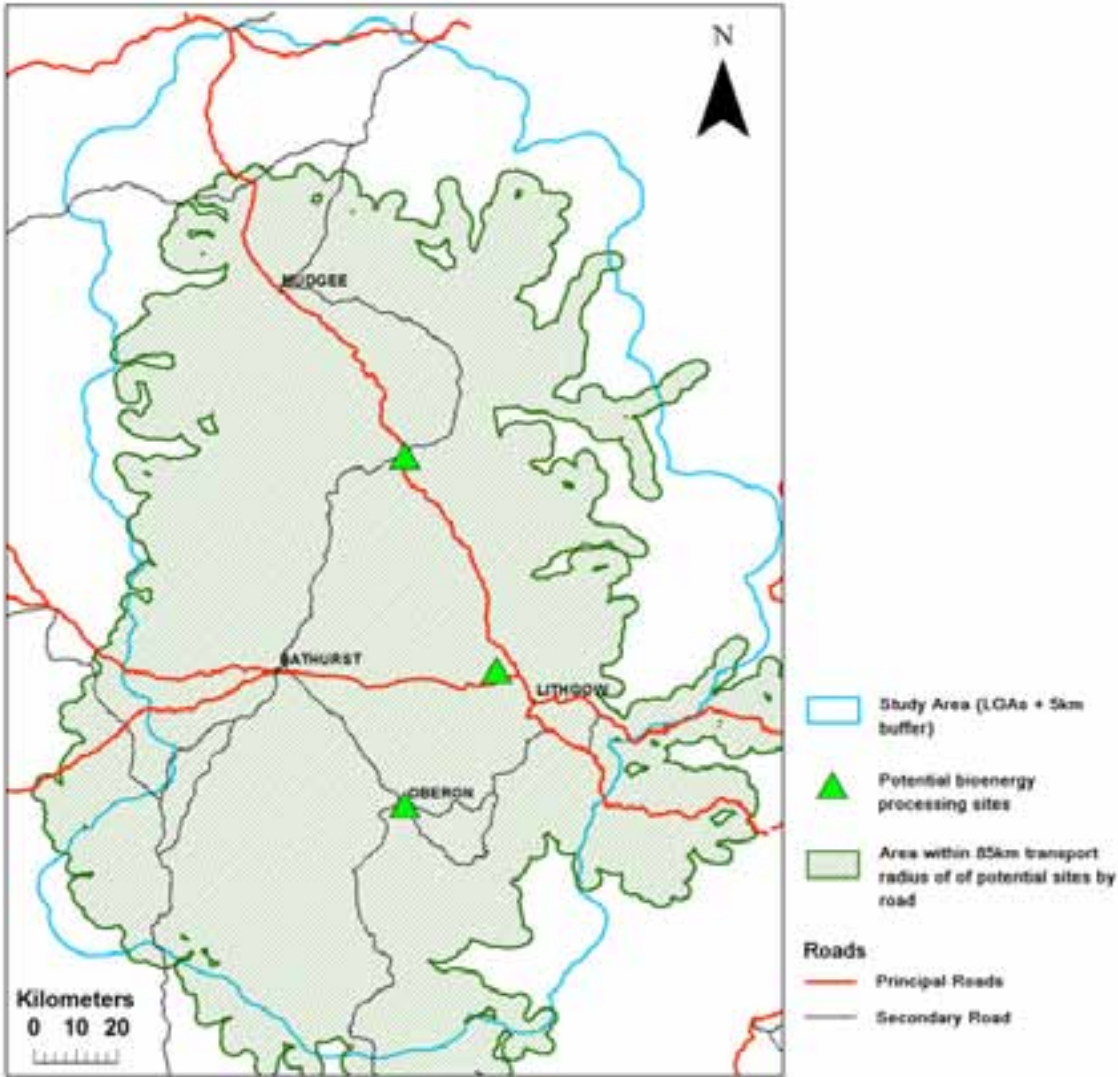 N
MUDGEE
BATHURST
LITHGOW
OBERON
Kilometers
0 10 20
Study Area (LGAs + 5km
buffer)
Potential bioenergy
processing sites
Area within 85km transport
radius of of potential sites by
road
Roads
Principal Roads
Secondary Road